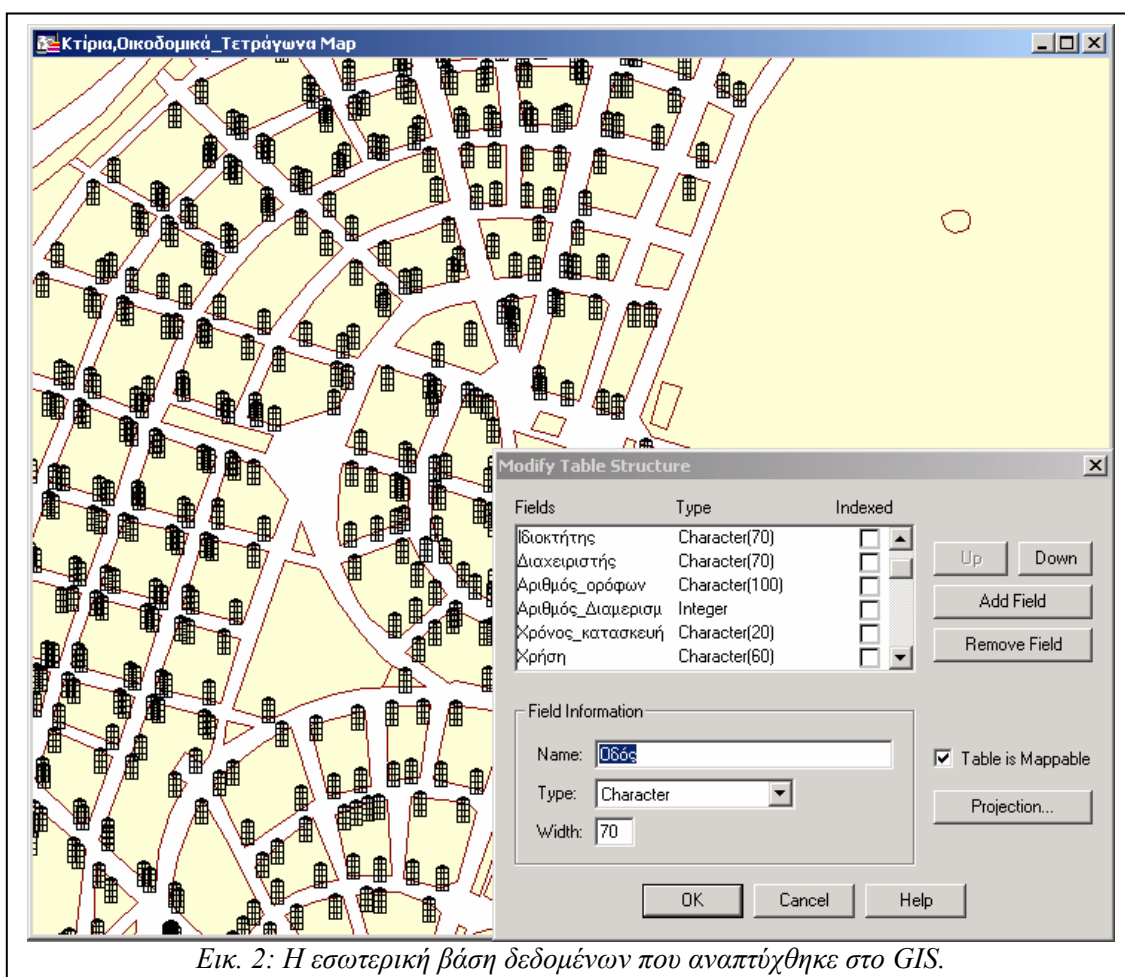 Κτίρια,Οικοδομικά_Τετράγωνα Map
Modify Table Structure
Fields Type Indexed
Ιδιοκτήτης Character(70)
Διαχειριστής Character(70)
Αριθμός_ορόφων Character(100)
Αριθμός_Διαμερισμ Integer
Χρόνος_κατασκευή Character(20)
Χρήση Character(60)
Up Down
Add Field
Remove Field
Field Information
Name: Οδός
Type: Character
Width: 70
Table is Mappable
Projection...
OK Cancel Help
Εικ. 2: Η εσωτερική βάση δεδομένων που αναπτύχθηκε στο GIS.